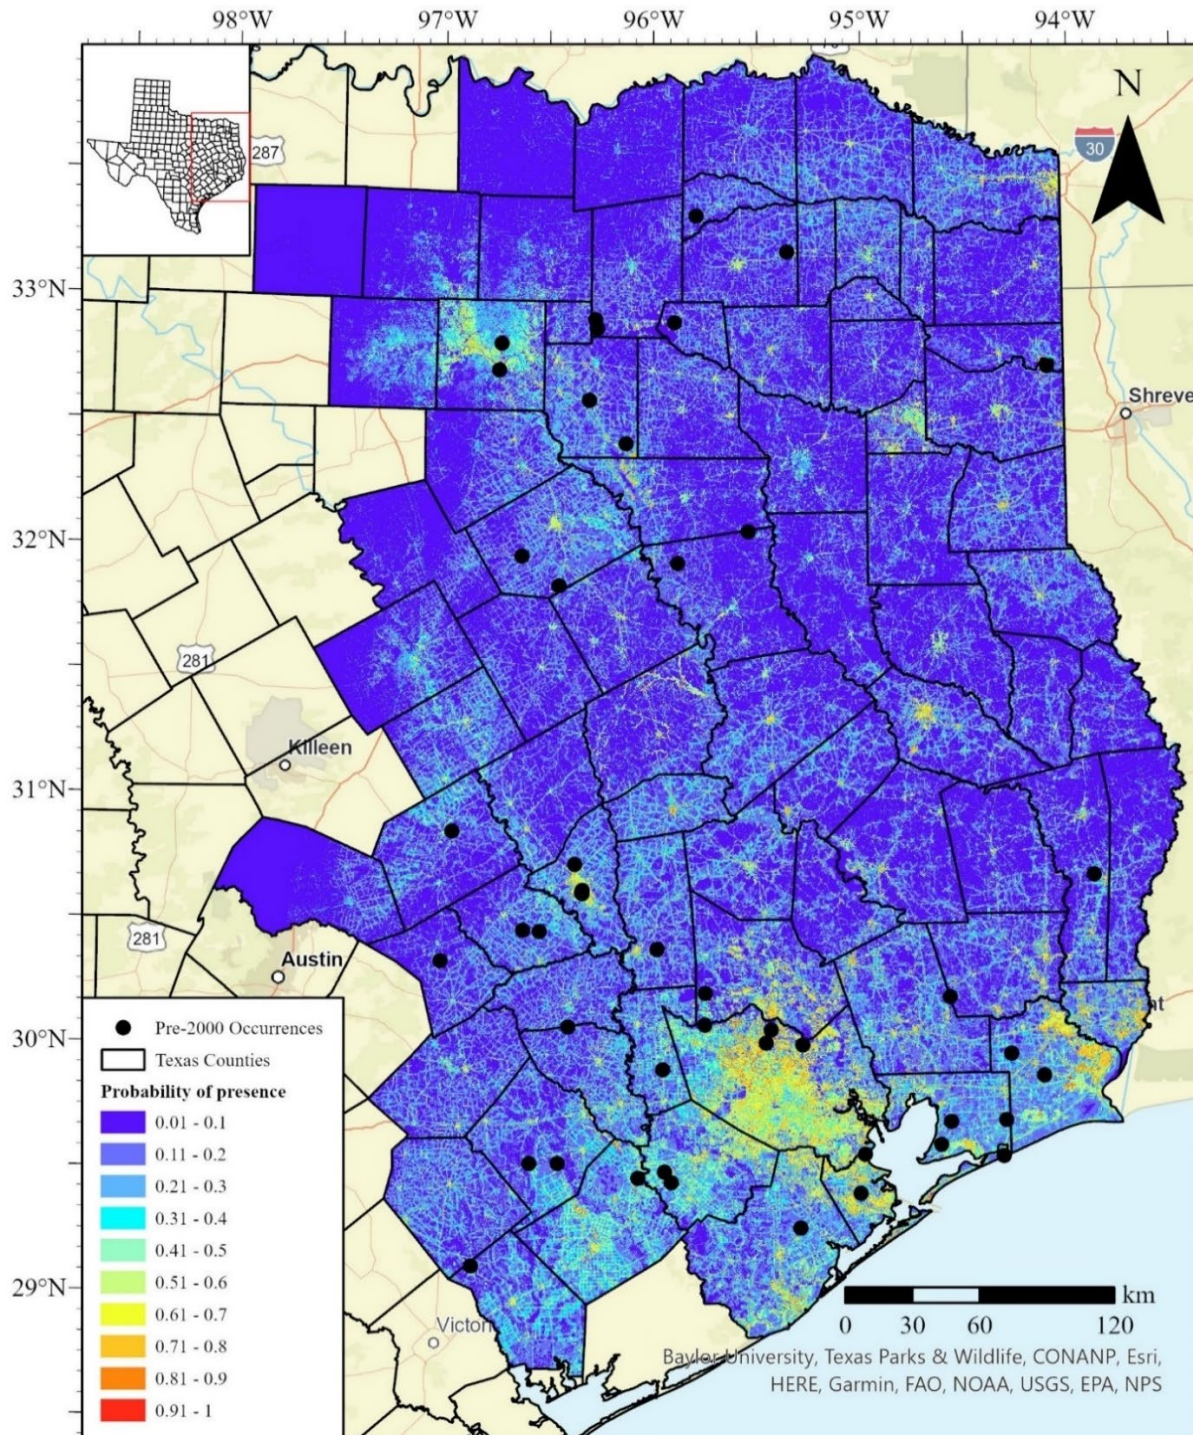 98°W 97°W 96°W 95°W 94°W
N
287
30
33°N
Shreve
32°N
281
Killeen
31°N
281
Austin
nt
30°N
Pre-2000 Occurrences
Texas Counties
Probability of presence
0.01 - 0.1
0.11 - 0.2
0.21 - 0.3
0.31 - 0.4
0.41 - 0.5
0.51 - 0.6
0.61 - 0.7
0.71 - 0.8
0.81 - 0.9
0.91 - 1
29°N
Victori
km
0 30 60 120
Baylor University, Texas Parks & Wildlife, CONANP, Esri,
HERE, Garmin, FAO, NOAA, USGS, EPA, NPS